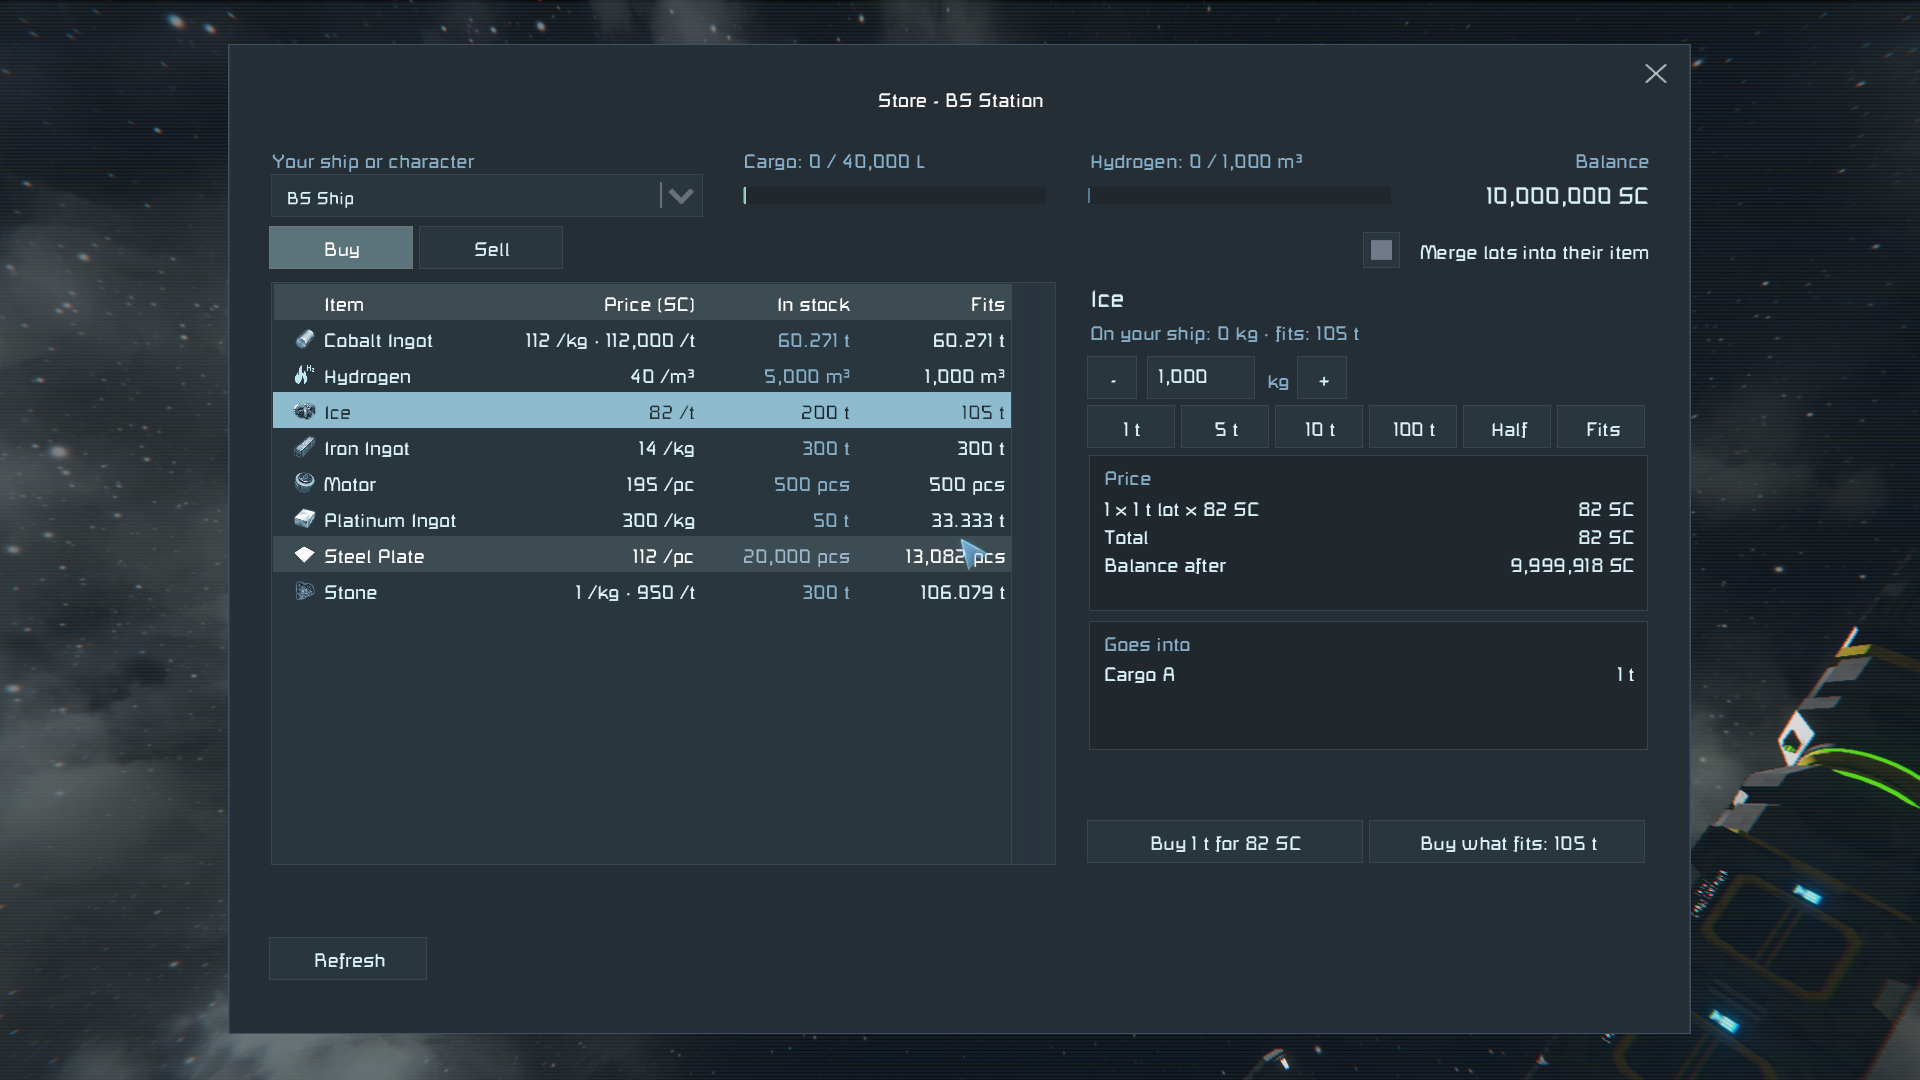 Store - BS Station
Your ship or character
Cargo: 0 / 40,000 L
Hydrogen: 0 / 1,000 m³
Balance
BS Ship
10,000,000 SC
Buy
Sell
Merge lots into their item
Item Price (SC) In stock Fits
Cobalt Ingot 112 /kg · 112,000 /t 60.271 t 60.271 t
Hydrogen 40 /m³ 5,000 m³ 1,000 m³
Ice 82 /t 200 t 105 t
Iron Ingot 14 /kg 300 t 300 t
Motor 195 /pc 500 pcs 500 pcs
Platinum Ingot 300 /kg 50 t 33.333 t
Steel Plate 112 /pc 20,000 pcs 13,082 pcs
Stone 1 /kg · 950 /t 300 t 106.079 t
Ice
On your ship: 0 kg · fits: 105 t
- 1,000 kg +
1 t 5 t 10 t 100 t Half Fits
Price
1 x 1 t lot x 82 SC 82 SC
Total 82 SC
Balance after 9,999,918 SC
Goes into
Cargo A 1 t
Buy 1 t for 82 SC
Buy what fits: 105 t
Refresh